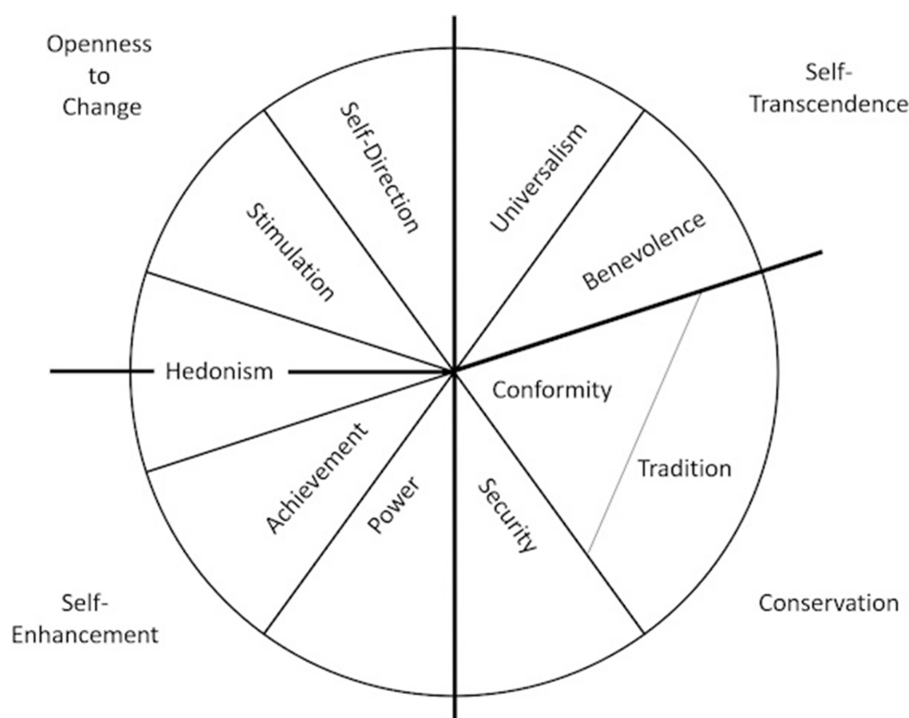 Openness
to
Change
Self-
Transcendence
Self-Direction
Universalism
Stimulation
Benevolence
Hedonism
Conformity
Achievement
Power
Security
Tradition
Self-
Enhancement
Conservation